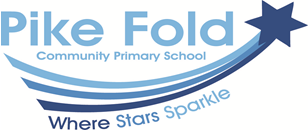 Pike Fold
Community Primary School
Where Stars Sparkle